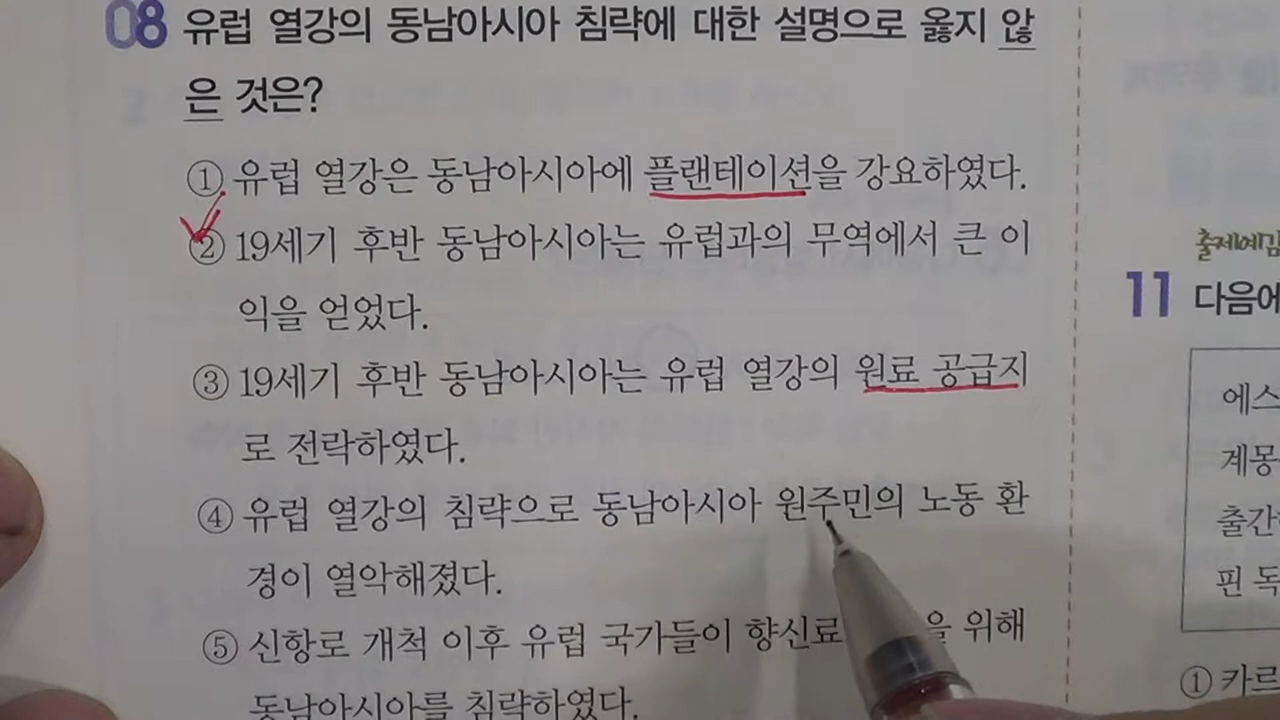 08 유럽 열강의 동남아시아 침략에 대한 설명으로 옳지 않
은 것은?
① 유럽 열강은 동남아시아에 플랜테이션을 강요하였다.
② 19세기 후반 동남아시아는 유럽과의 무역에서 큰 이
익을 얻었다.
③ 19세기 후반 동남아시아는 유럽 열강의 원료 공급지
로 전락하였다.
④ 유럽 열강의 침략으로 동남아시아 원주민의 노동 환
경이 열악해졌다.
⑤ 신항로 개척 이후 유럽 국가들이 향신료 위해
동남아시아를 침략하였다.
출제예감
11 다음에
에스
계몽
출간
핀 독
① 카르